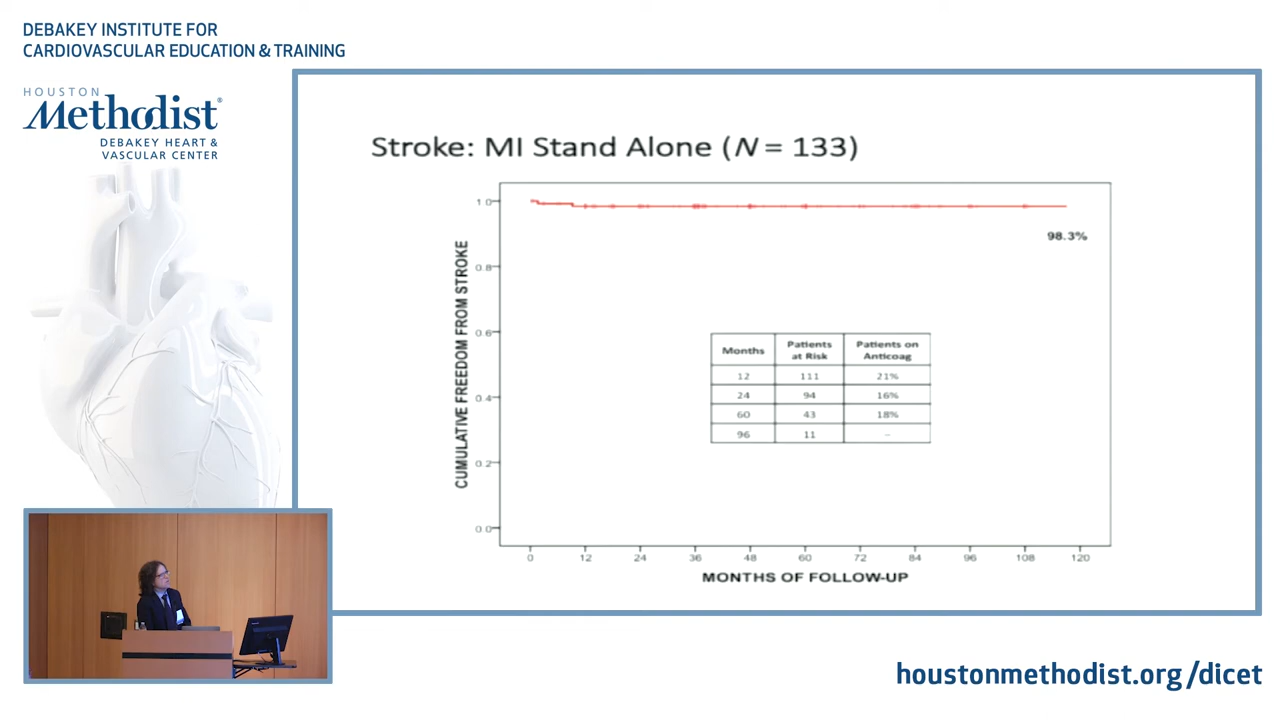 DEBAKEY INSTITUTE FOR
CARDIOVASCULAR EDUCATION & TRAINING
HOUSTON
Methodist®
DEBAKEY HEART &
VASCULAR CENTER
Stroke: MI Stand Alone (N = 133)
CUMULATIVE FREEDOM FROM STROKE
1.0
0.8
0.6
0.4
0.2
0.0
98.3%
Months Patients at Risk Patients on Anticoag
12 111 21%
24 94 16%
60 43 18%
96 11 –
0 12 24 36 48 60 72 84 96 108 120
MONTHS OF FOLLOW-UP
houstonmethodist.org/dicet